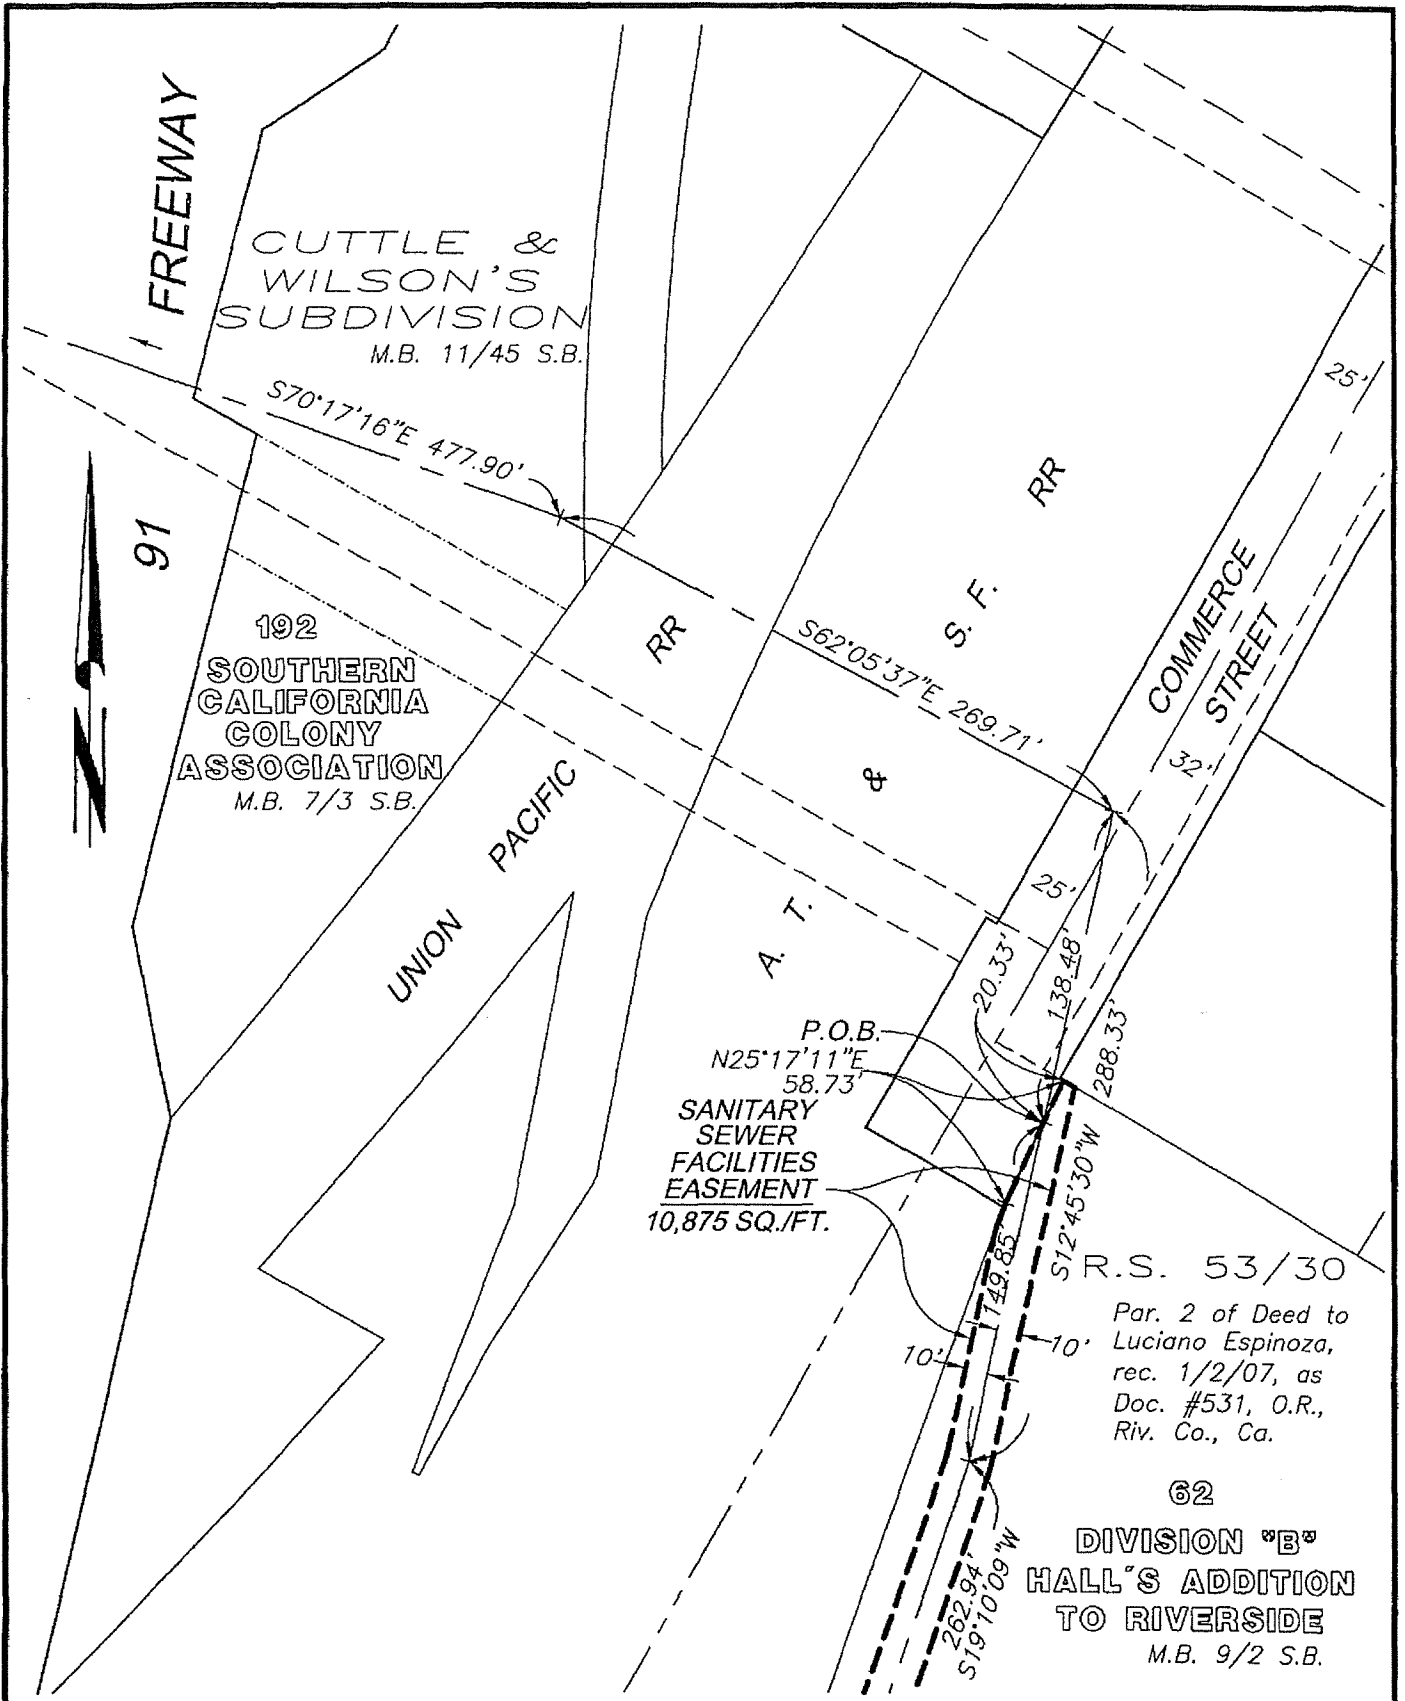 FREEWAY
91
CUTTLE &
WILSON'S
SUBDIVISION
M.B. 11/45 S.B.
S70°17'16"E 477.90'
RR
S. F.
25'
COMMERCE
STREET
32'
S62°05'37"E 269.71'
RR
192
SOUTHERN
CALIFORNIA
COLONY
ASSOCIATION
M.B. 7/3 S.B.
UNION PACIFIC
&
A. T.
25'
20.33'
138.48'
288.33'
P.O.B.
N25°17'11"E
58.73'
SANITARY
SEWER
FACILITIES
EASEMENT
10,875 SQ./FT.
S12°45'30"W
149.85'
10'
10'
R.S. 53/30
Par. 2 of Deed to
Luciano Espinoza,
rec. 1/2/07, as
Doc. #531, O.R.,
Riv. Co., Ca.
262.94'
S19°10'09"W
62
DIVISION "B"
HALL'S ADDITION
TO RIVERSIDE
M.B. 9/2 S.B.
N